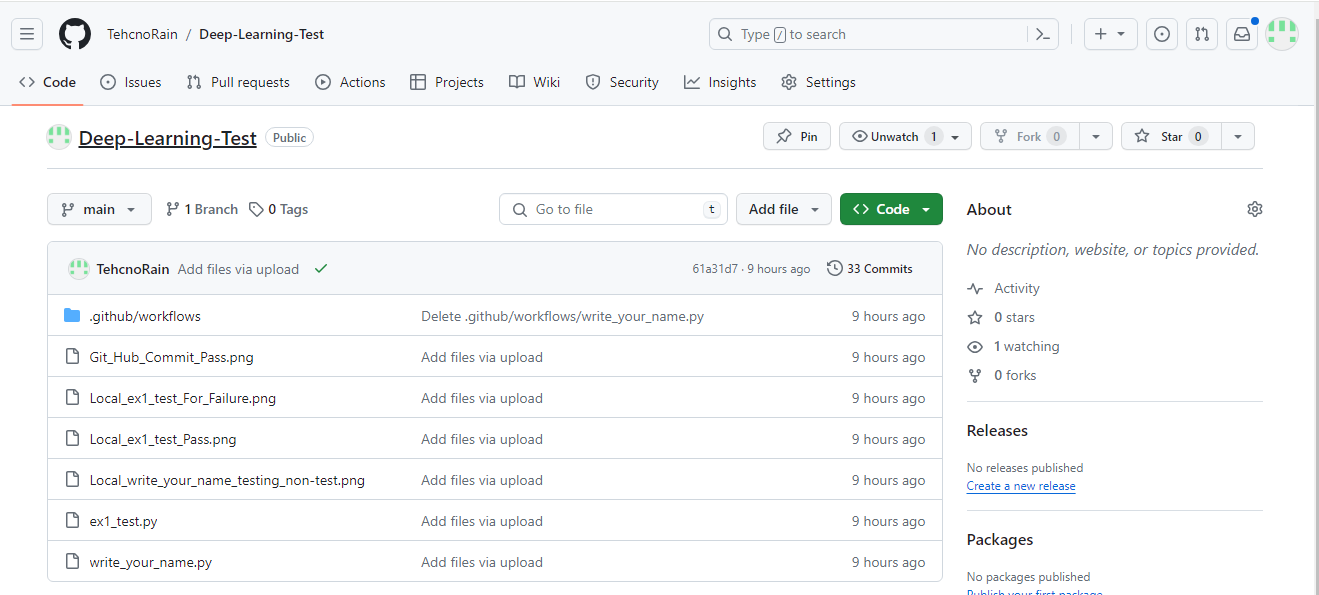 TehcnoRain / Deep-Learning-Test Type / to search
Code Issues Pull requests Actions Projects Wiki Security Insights Settings
Deep-Learning-Test Public Pin Unwatch 1 Fork 0 Star 0
main 1 Branch 0 Tags Go to file t Add file Code
TehcnoRain Add files via upload 61a31d7 · 9 hours ago 33 Commits
.github/workflows Delete .github/workflows/write_your_name.py 9 hours ago
Git_Hub_Commit_Pass.png Add files via upload 9 hours ago
Local_ex1_test_For_Failure.png Add files via upload 9 hours ago
Local_ex1_test_Pass.png Add files via upload 9 hours ago
Local_write_your_name_testing_non-test.png Add files via upload 9 hours ago
ex1_test.py Add files via upload 9 hours ago
write_your_name.py Add files via upload 9 hours ago
About
No description, website, or topics provided.
Activity
0 stars
1 watching
0 forks
Releases
No releases published
Create a new release
Packages
No packages published
Publish your first package